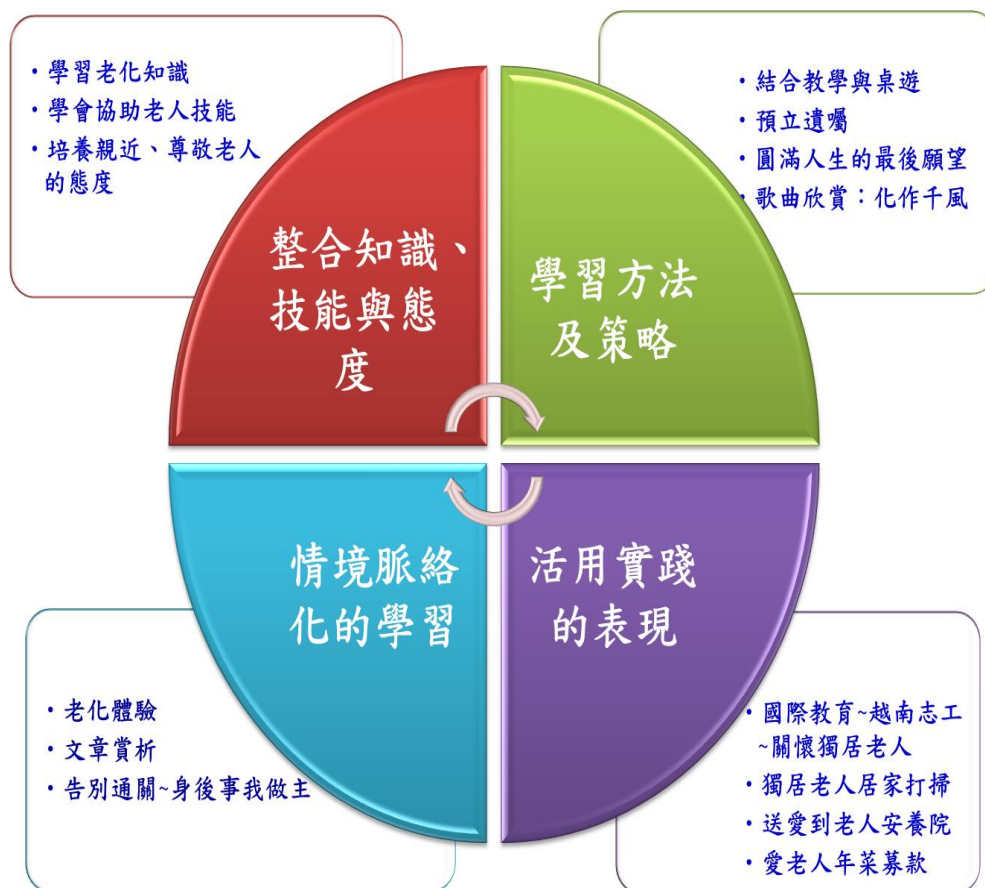 ・學習老化知識
・學會協助老人技能
・培養親近、尊敬老人
的態度
整合知識、
技能與態
度
・結合教學與桌遊
・預立遺囑
・圓滿人生的最後願望
・歌曲欣賞：化作千風
學習方法
及策略
情境脈絡
化的學習
・老化體驗
・文章賞析
・告別通關~身後事我做主
活用實踐
的表現
・國際教育~越南志工
~關懷獨居老人
・獨居老人居家打掃
・送愛到老人安養院
・愛老人年菜募款